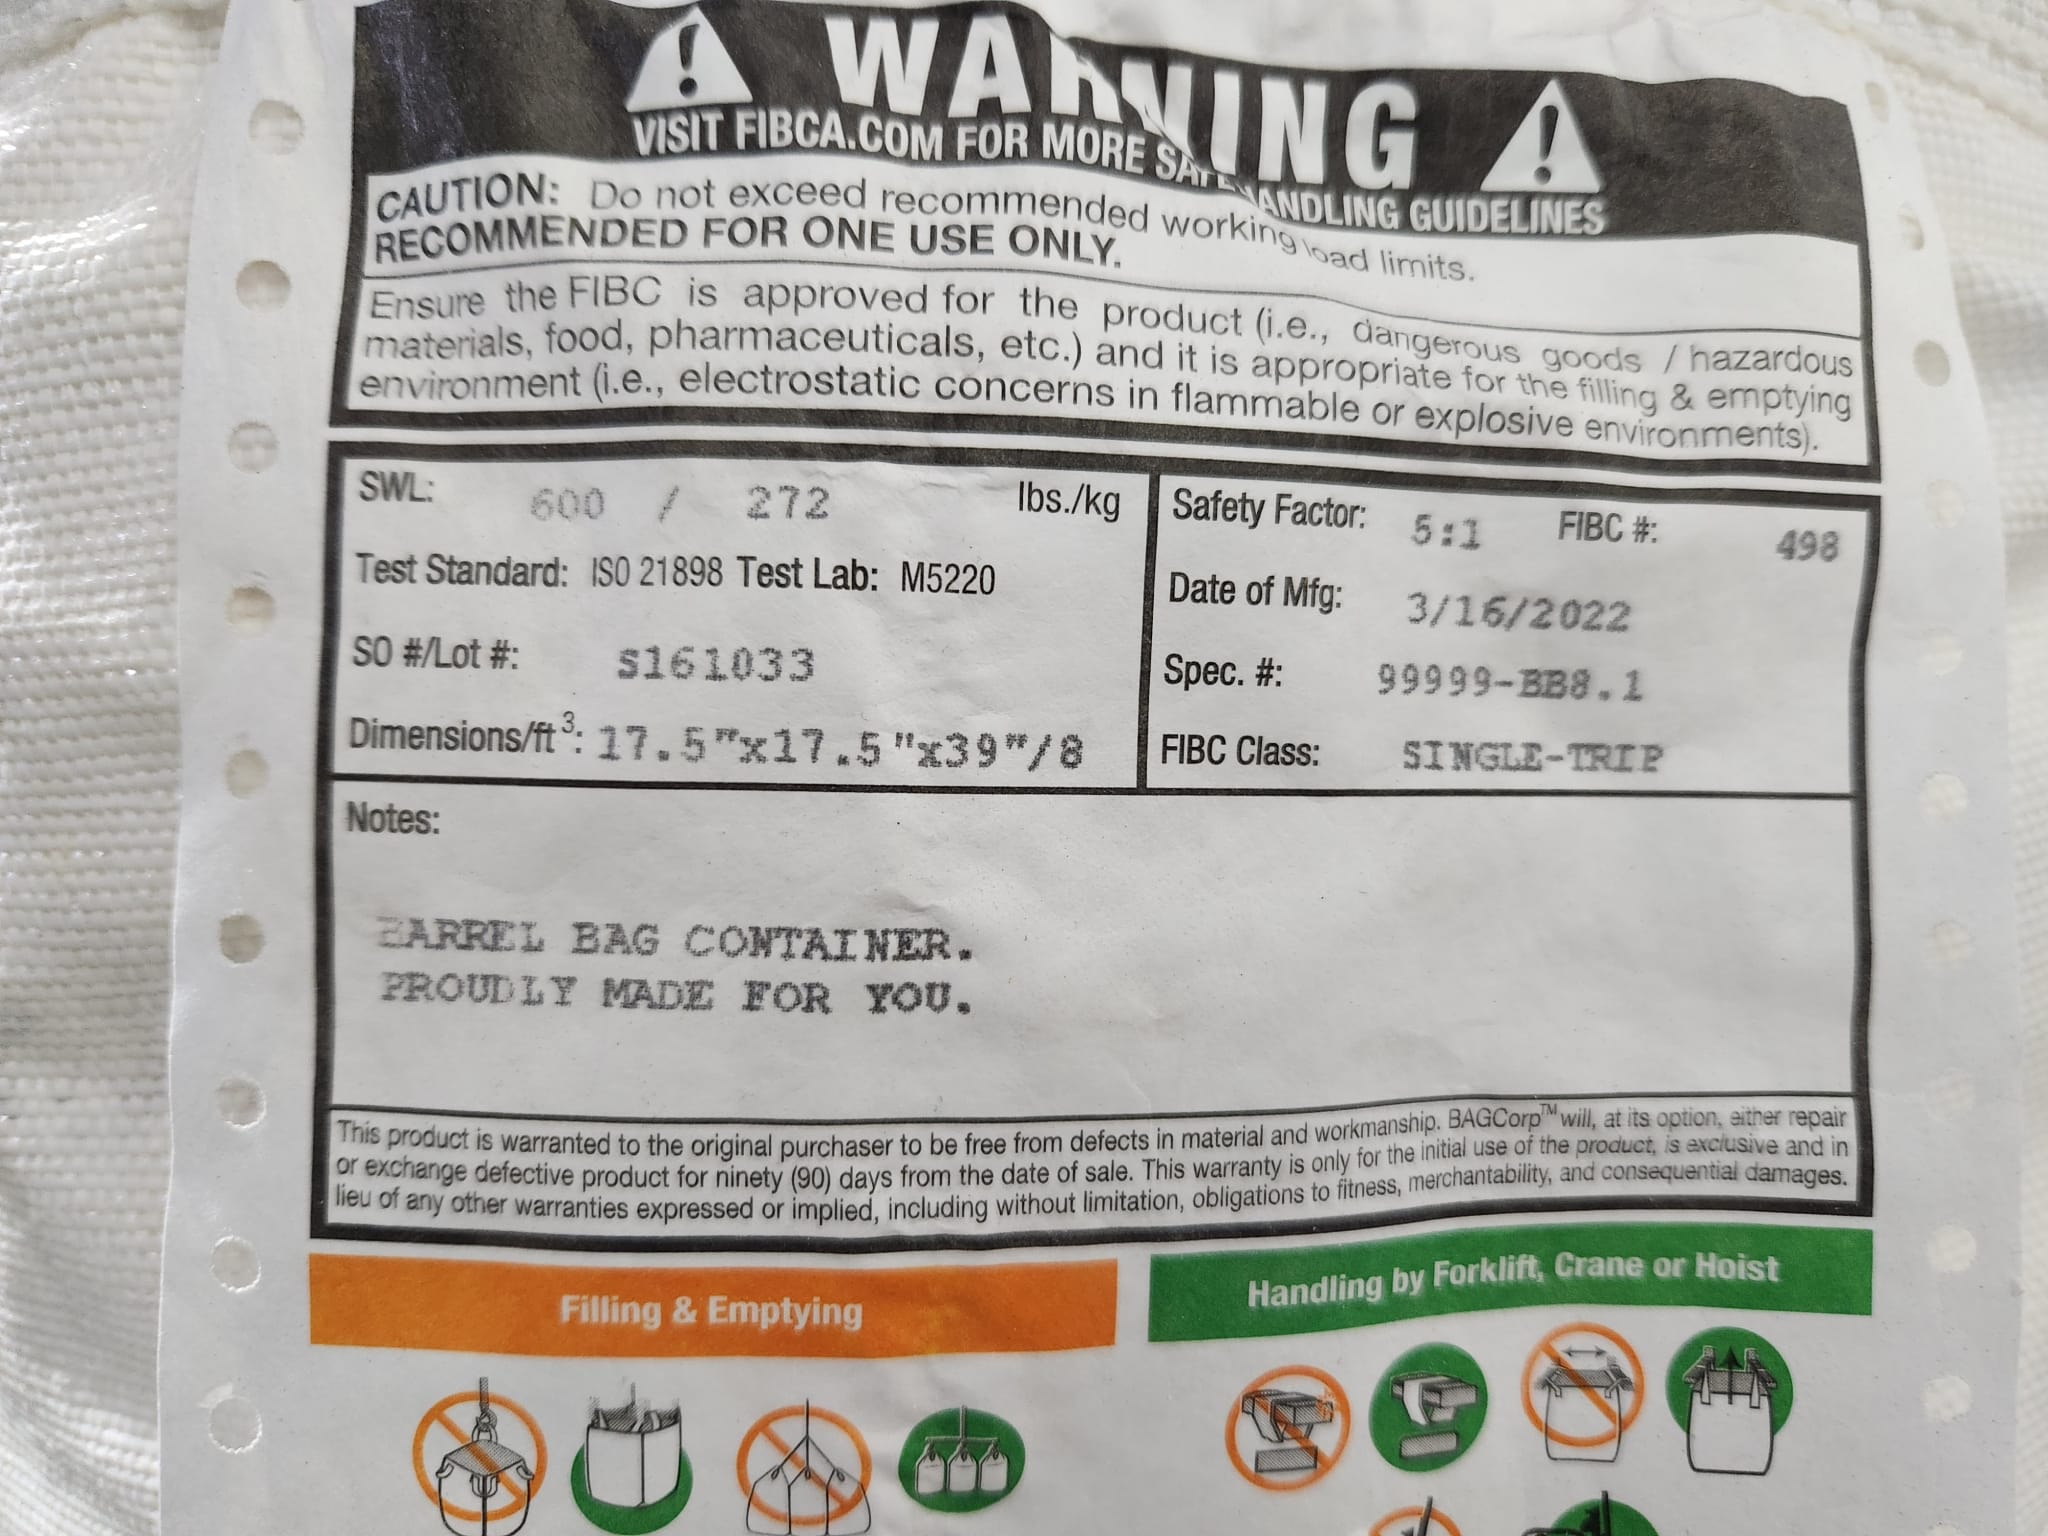 WARNING
VISIT FIBCA.COM FOR MORE SAFE HANDLING GUIDELINES
CAUTION: Do not exceed recommended working load limits.
RECOMMENDED FOR ONE USE ONLY.
Ensure the FIBC is approved for the product (i.e., dangerous goods / hazardous
materials, food, pharmaceuticals, etc.) and it is appropriate for the filling & emptying
environment (i.e., electrostatic concerns in flammable or explosive environments).
SWL: 600 / 272 lbs./kg
Test Standard: ISO 21898 Test Lab: M5220
SO #/Lot #: S161033
Dimensions/ft³: 17.5"x17.5"x39"/8
Safety Factor: 5:1 FIBC #: 498
Date of Mfg: 3/16/2022
Spec. #: 99999-BB8.1
FIBC Class: SINGLE-TRIP
Notes:
BARREL BAG CONTAINER.
PROUDLY MADE FOR YOU.
This product is warranted to the original purchaser to be free from defects in material and workmanship. BAGCorp™ will, at its option, either repair
or exchange defective product for ninety (90) days from the date of sale. This warranty is only for the initial use of the product, is exclusive and in
lieu of any other warranties expressed or implied, including without limitation, obligations to fitness, merchantability, and consequential damages.
Filling & Emptying
Handling by Forklift, Crane or Hoist